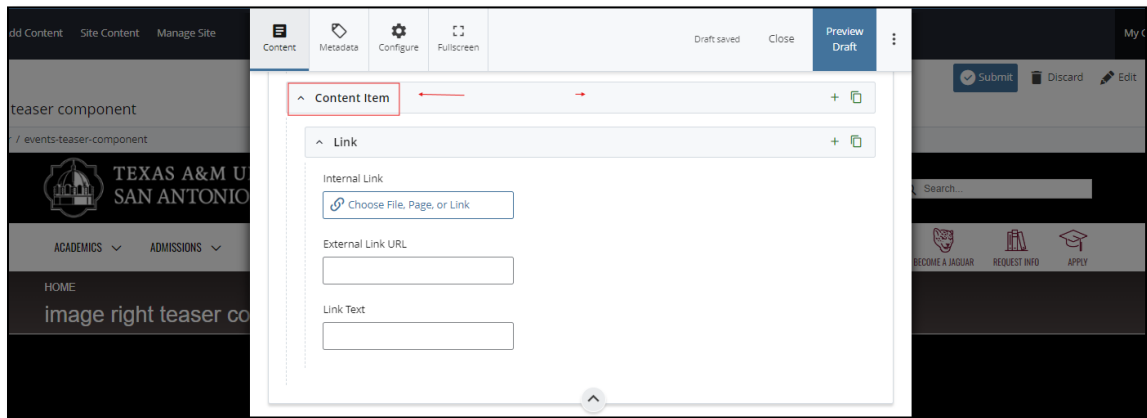 dd Content Site Content Manage Site
Content Metadata Configure Fullscreen Draft saved Close Preview Draft
My C
Submit Discard Edit
teaser component
/ events-teaser-component
Content Item
Link
Internal Link
Choose File, Page, or Link
External Link URL
Link Text
TEXAS A&M U
SAN ANTONIO
Search...
ACADEMICS ADMISSIONS
BECOME A JAGUAR REQUEST INFO APPLY
HOME
image right teaser co